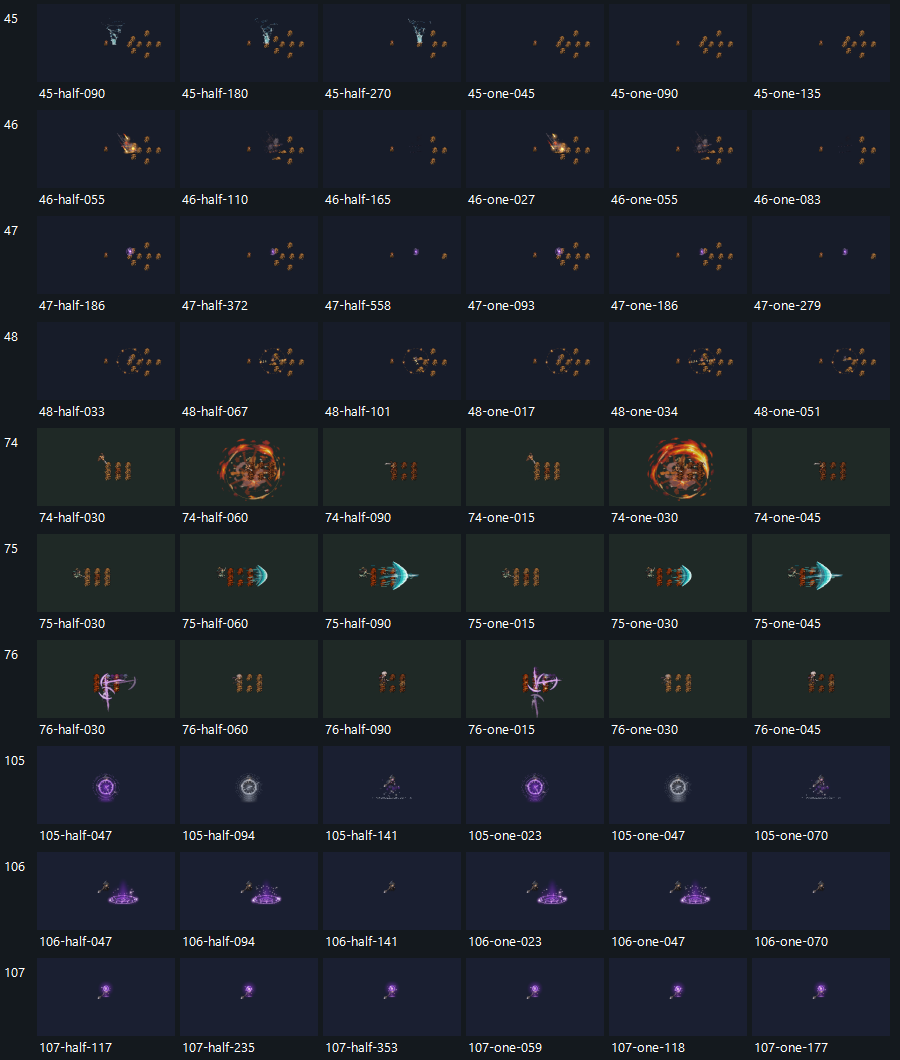 45
45-half-090 45-half-180 45-half-270 45-one-045 45-one-090 45-one-135
46
46-half-055 46-half-110 46-half-165 46-one-027 46-one-055 46-one-083
47
47-half-186 47-half-372 47-half-558 47-one-093 47-one-186 47-one-279
48
48-half-033 48-half-067 48-half-101 48-one-017 48-one-034 48-one-051
74
74-half-030 74-half-060 74-half-090 74-one-015 74-one-030 74-one-045
75
75-half-030 75-half-060 75-half-090 75-one-015 75-one-030 75-one-045
76
76-half-030 76-half-060 76-half-090 76-one-015 76-one-030 76-one-045
105
105-half-047 105-half-094 105-half-141 105-one-023 105-one-047 105-one-070
106
106-half-047 106-half-094 106-half-141 106-one-023 106-one-047 106-one-070
107
107-half-117 107-half-235 107-half-353 107-one-059 107-one-118 107-one-177